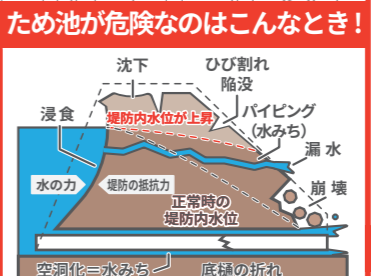 ため池が危険なのはこんなとき!
沈下
ひび割れ
陥没
浸食
堤防内水位が上昇
パイピング
(水みち)
漏水
水の力
堤防の抵抗力
崩壊
正常時の
堤防内水位
空洞化=水みち
底樋の折れ